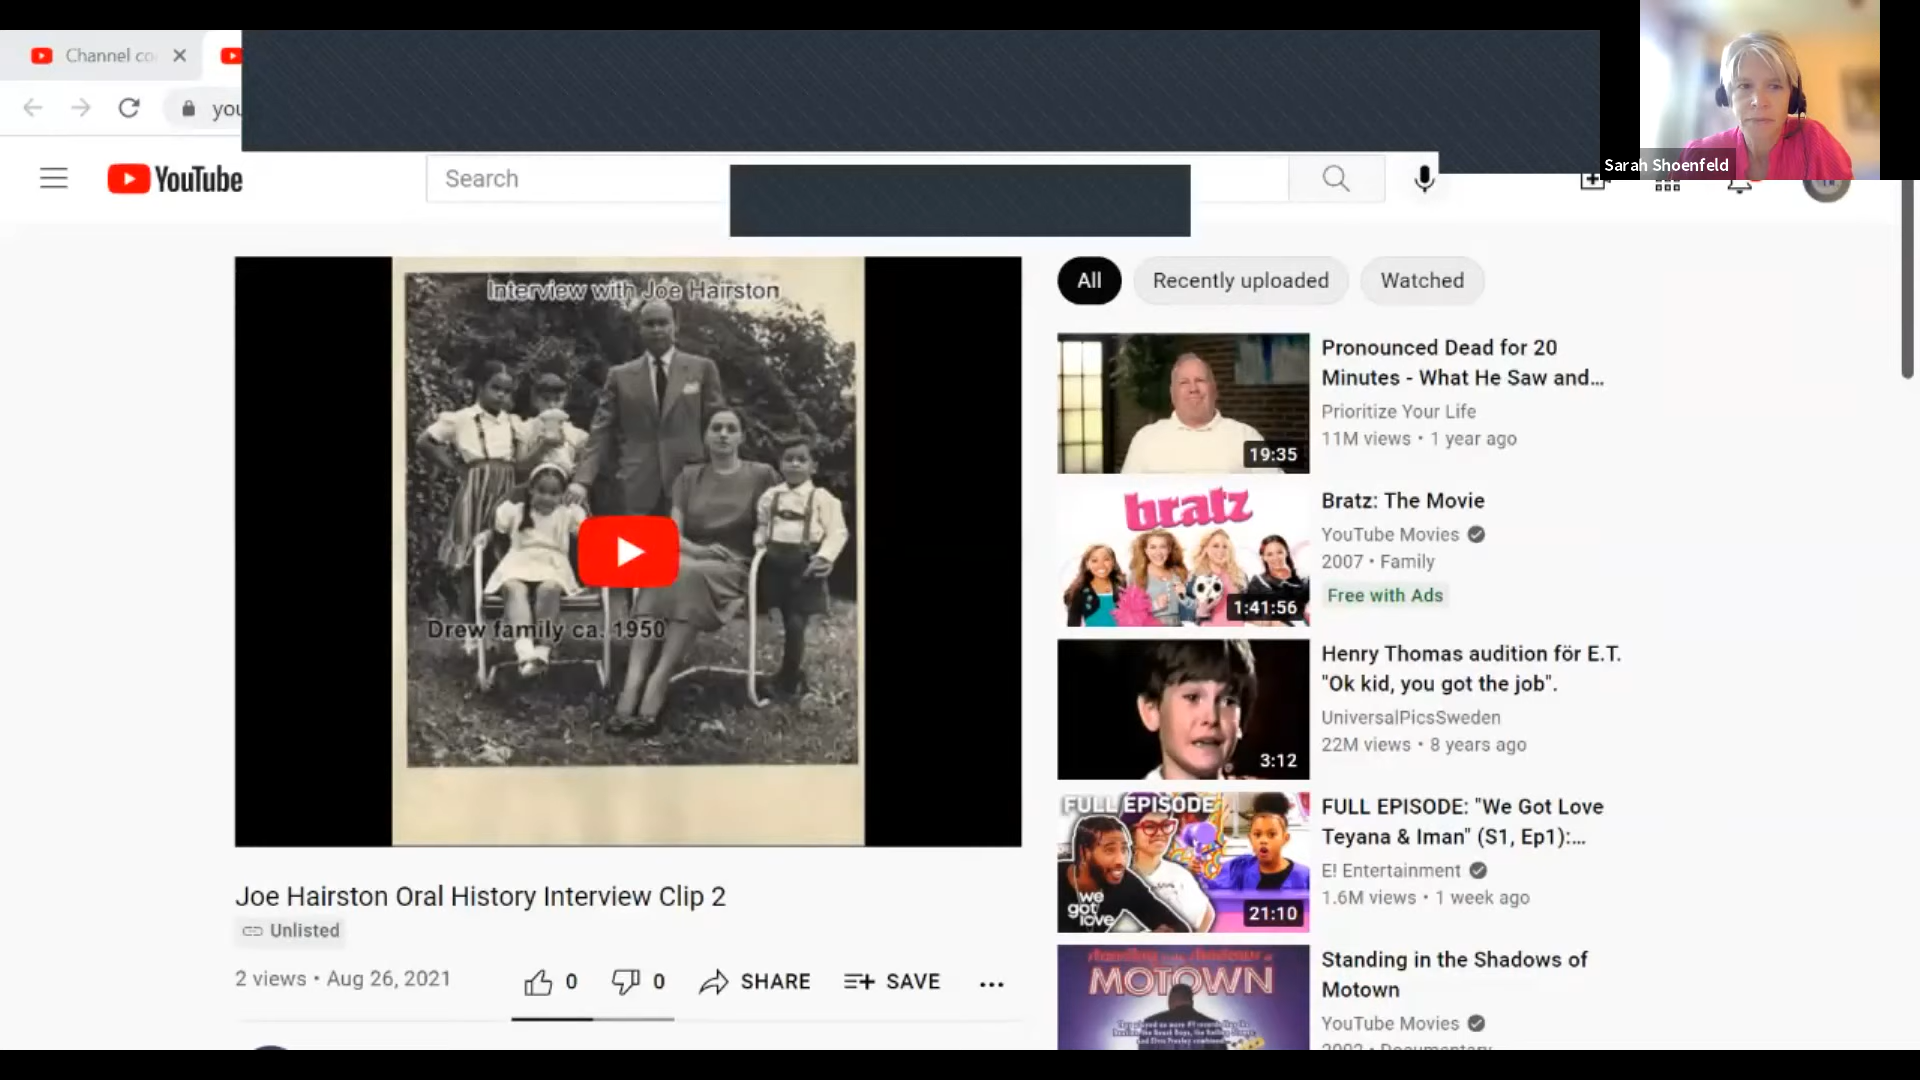 Channel co
you
YouTube
Search
Sarah Shoenfeld
Interview with Joe Hairston
Drew family ca. 1950
Joe Hairston Oral History Interview Clip 2
Unlisted
2 views • Aug 26, 2021
0
0
SHARE
SAVE
All
Recently uploaded
Watched
19:35
Pronounced Dead for 20
Minutes - What He Saw and...
Prioritize Your Life
11M views • 1 year ago
bratz
1:41:56
Bratz: The Movie
YouTube Movies
2007 • Family
Free with Ads
3:12
Henry Thomas audition för E.T.
"Ok kid, you got the job".
UniversalPicsSweden
22M views • 8 years ago
FULL EPISODE
we
got
love
21:10
FULL EPISODE: "We Got Love
Teyana & Iman" (S1, Ep1):...
E! Entertainment
1.6M views • 1 week ago
MOTOWN
Standing in the Shadows of
Motown
YouTube Movies
2002 • Documentary